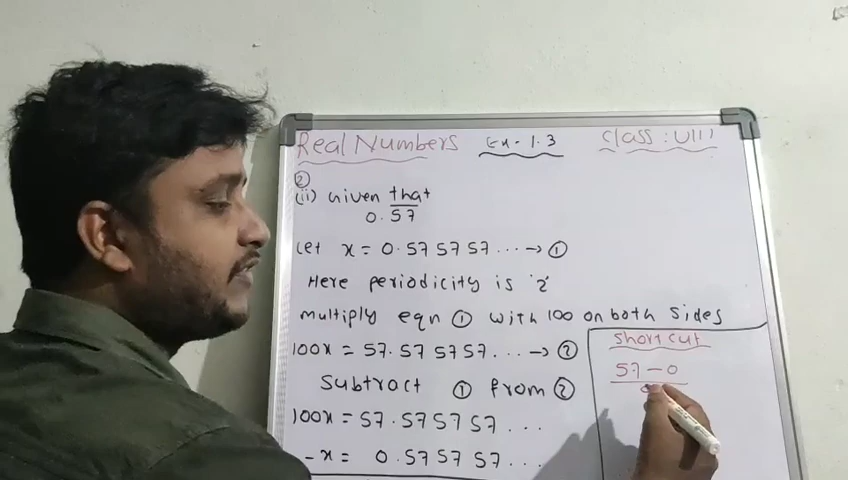 Real Numbers Ex-1.3 Class: VIII
②
(ii) Given that
0.5̅7̅
Let x = 0.57 57 57 ... → ①
Here periodicity is '2'
multiply eqn ① with 100 on both sides
100x = 57.57 57 57 ... → ②
Subtract ① from ②
100x = 57.57 57 57 ...
-x = 0.57 57 57 ...
Short cut
57-0